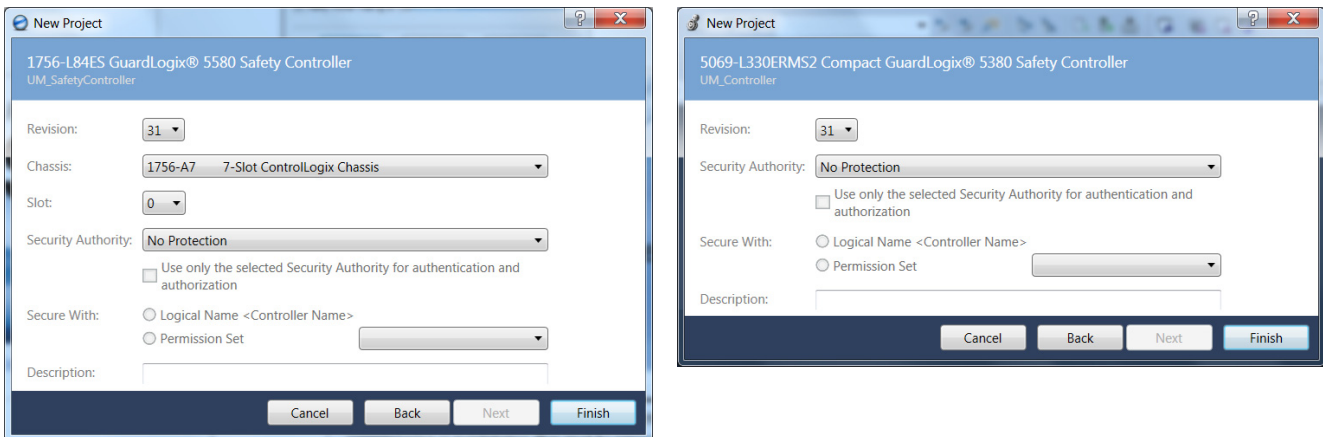 New Project
1756-L84ES GuardLogix® 5580 Safety Controller
UM_SafetyController
Revision:
31
Chassis:
1756-A7 7-Slot ControlLogix Chassis
Slot:
0
Security Authority:
No Protection
Use only the selected Security Authority for authentication and
authorization
Secure With:
Logical Name <Controller Name>
Permission Set
Description:
Cancel
Back
Next
Finish
New Project
5069-L330ERMS2 Compact GuardLogix® 5380 Safety Controller
UM_Controller
Revision:
31
Security Authority:
No Protection
Use only the selected Security Authority for authentication and
authorization
Secure With:
Logical Name <Controller Name>
Permission Set
Description:
Cancel
Back
Next
Finish